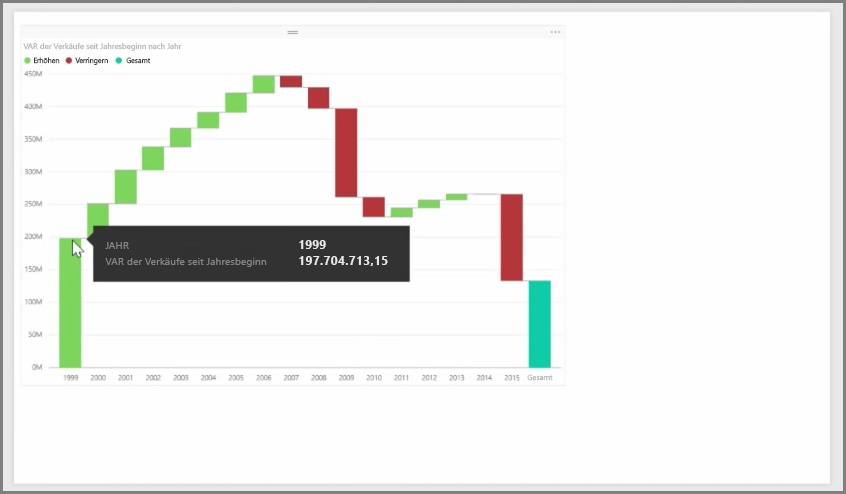 VAR der Verkäufe seit Jahresbeginn nach Jahr
Erhöhen Verringern Gesamt
450M
400M
350M
300M
250M
200M
150M
100M
50M
0M
JAHR 1999
VAR der Verkäufe seit Jahresbeginn 197.704.713,15
1999 2000 2001 2002 2003 2004 2005 2006 2007 2008 2009 2010 2011 2012 2013 2014 2015 Gesamt